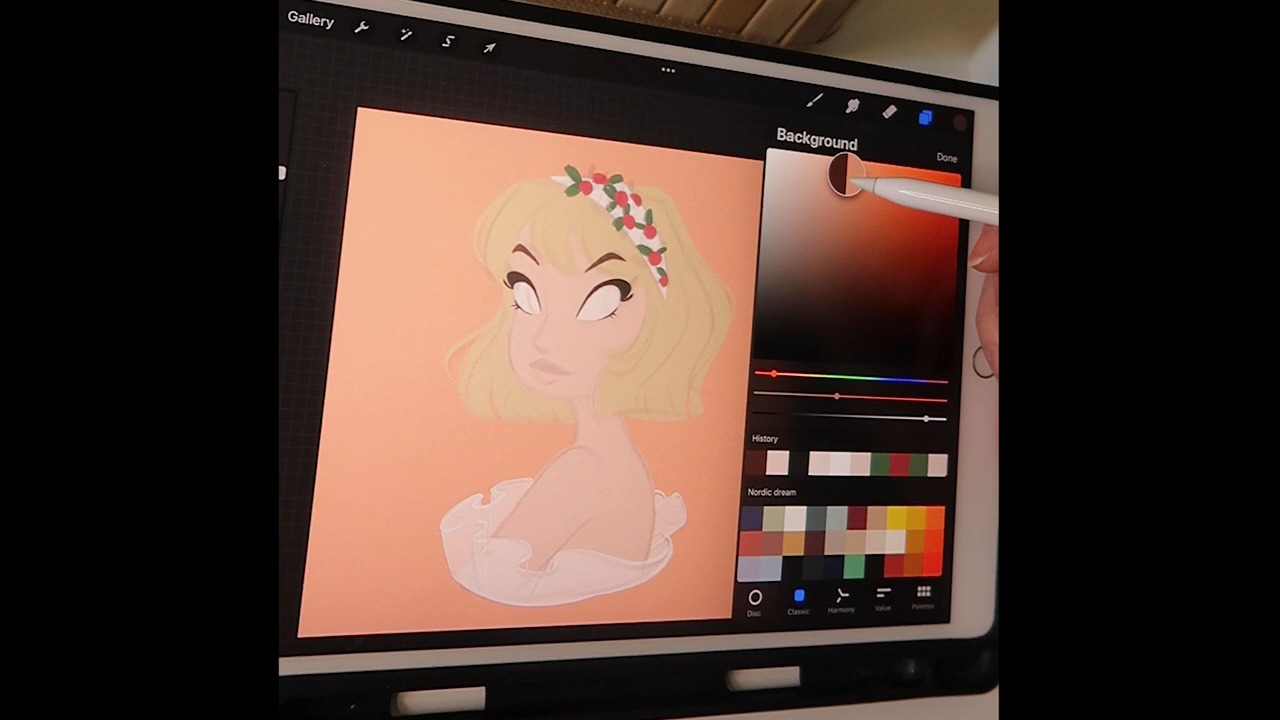 Gallery
Background
Done
History
Nordic dream
Disc
Classic
Harmony
Value
Palettes